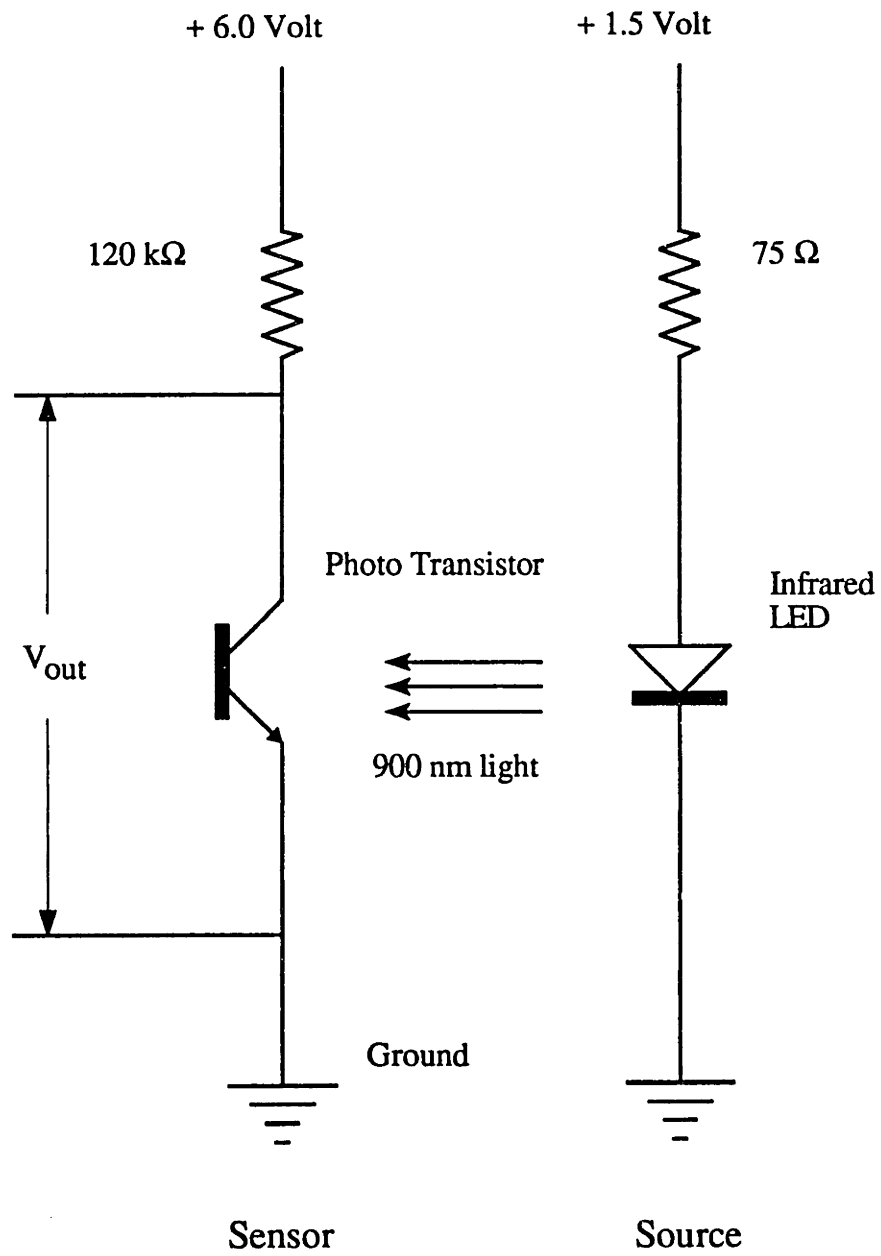 + 6.0 Volt
+ 1.5 Volt
120 kΩ
75 Ω
Photo Transistor
Infrared
LED
Vout
900 nm light
Ground
Sensor
Source